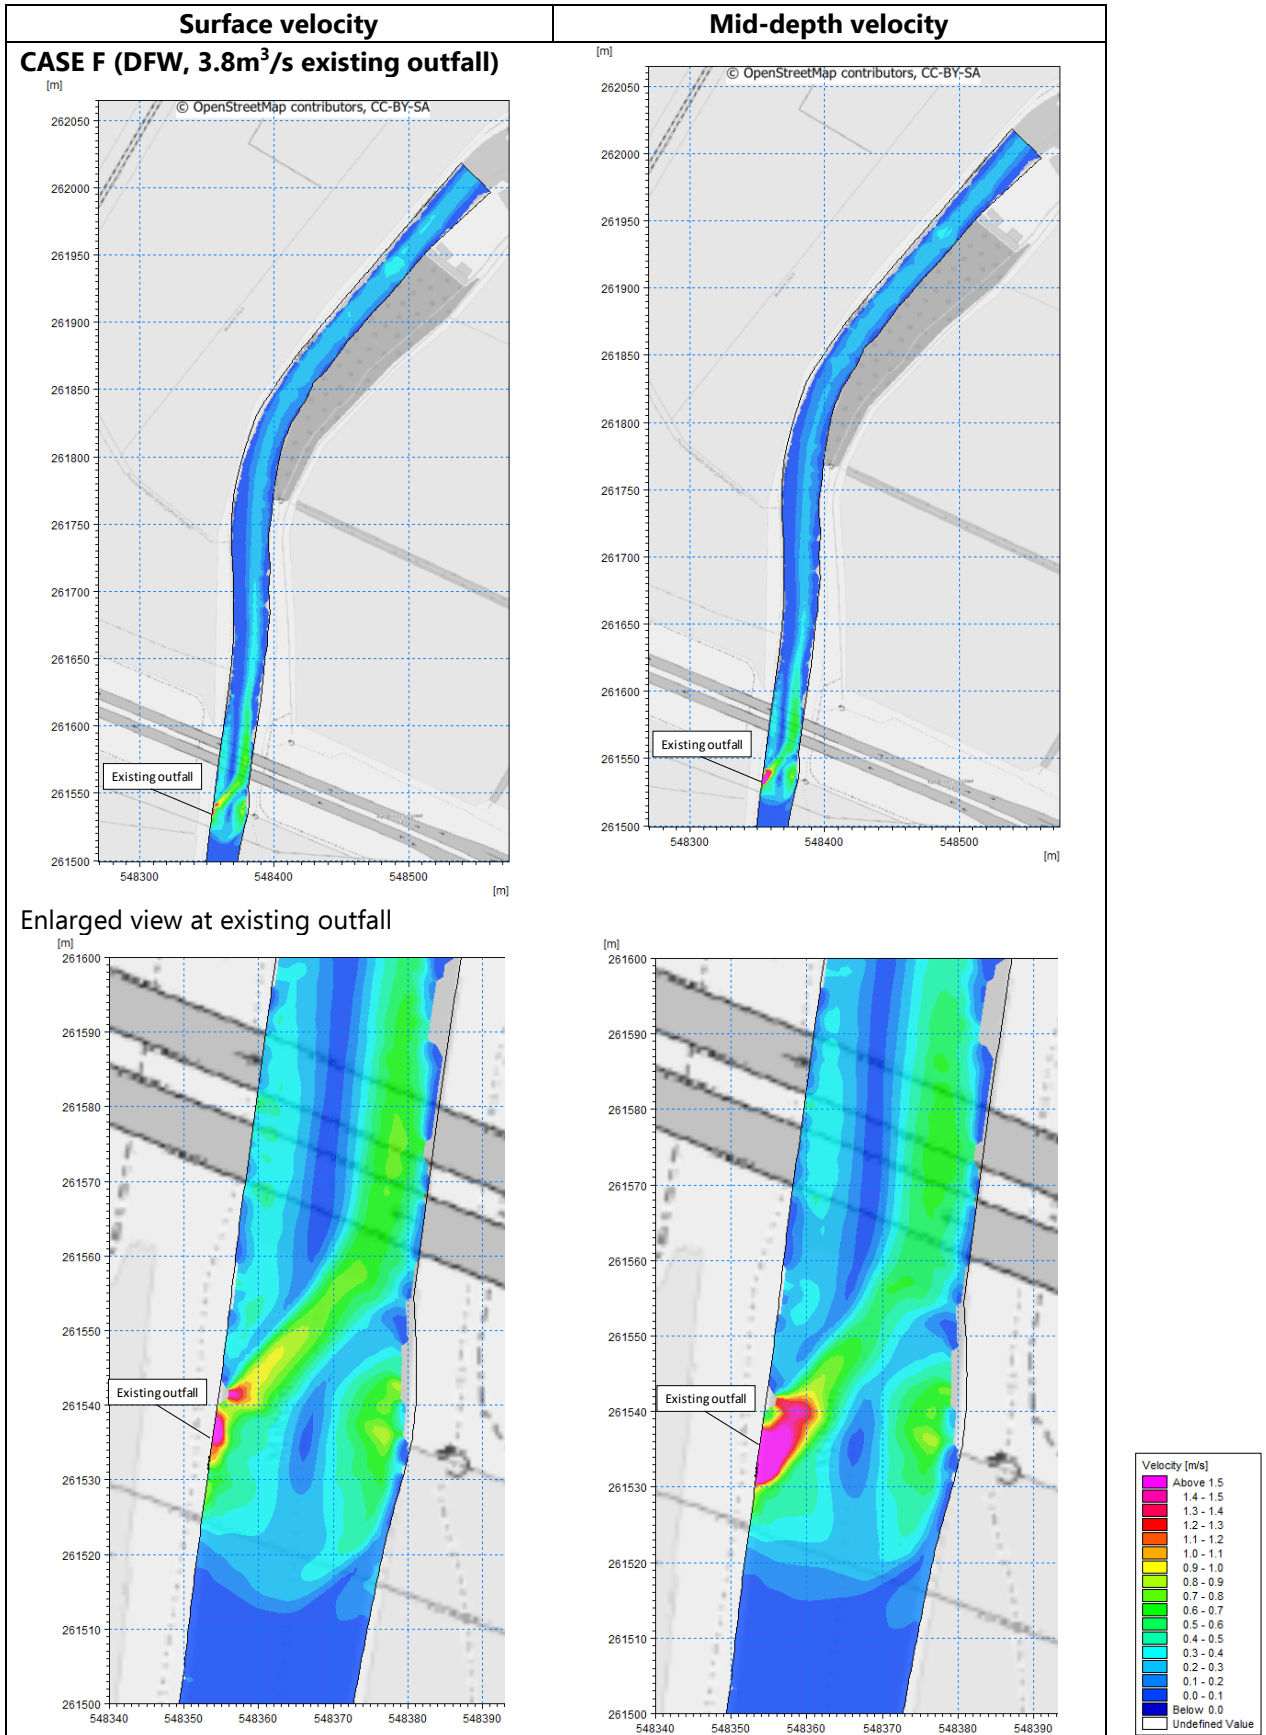 Surface velocity
Mid-depth velocity
CASE F (DFW, 3.8m³/s existing outfall)
[m]
© OpenStreetMap contributors, CC-BY-SA
262050
262000
261950
261900
261850
261800
261750
261700
261650
261600
261550
261500
Existing outfall
548300
548400
548500
[m]
[m]
© OpenStreetMap contributors, CC-BY-SA
262050
262000
261950
261900
261850
261800
261750
261700
261650
261600
261550
261500
Existing outfall
548300
548400
548500
[m]
Enlarged view at existing outfall
[m]
261600
261590
261580
261570
261560
261550
261540
261530
261520
261510
261500
Existing outfall
548340
548350
548360
548370
548380
548390
[m]
261600
261590
261580
261570
261560
261550
261540
261530
261520
261510
261500
Existing outfall
548340
548350
548360
548370
548380
548390
Velocity [m/s]
Above 1.5
1.4 - 1.5
1.3 - 1.4
1.2 - 1.3
1.1 - 1.2
1.0 - 1.1
0.9 - 1.0
0.8 - 0.9
0.7 - 0.8
0.6 - 0.7
0.5 - 0.6
0.4 - 0.5
0.3 - 0.4
0.2 - 0.3
0.1 - 0.2
0.0 - 0.1
Below 0.0
Undefined Value